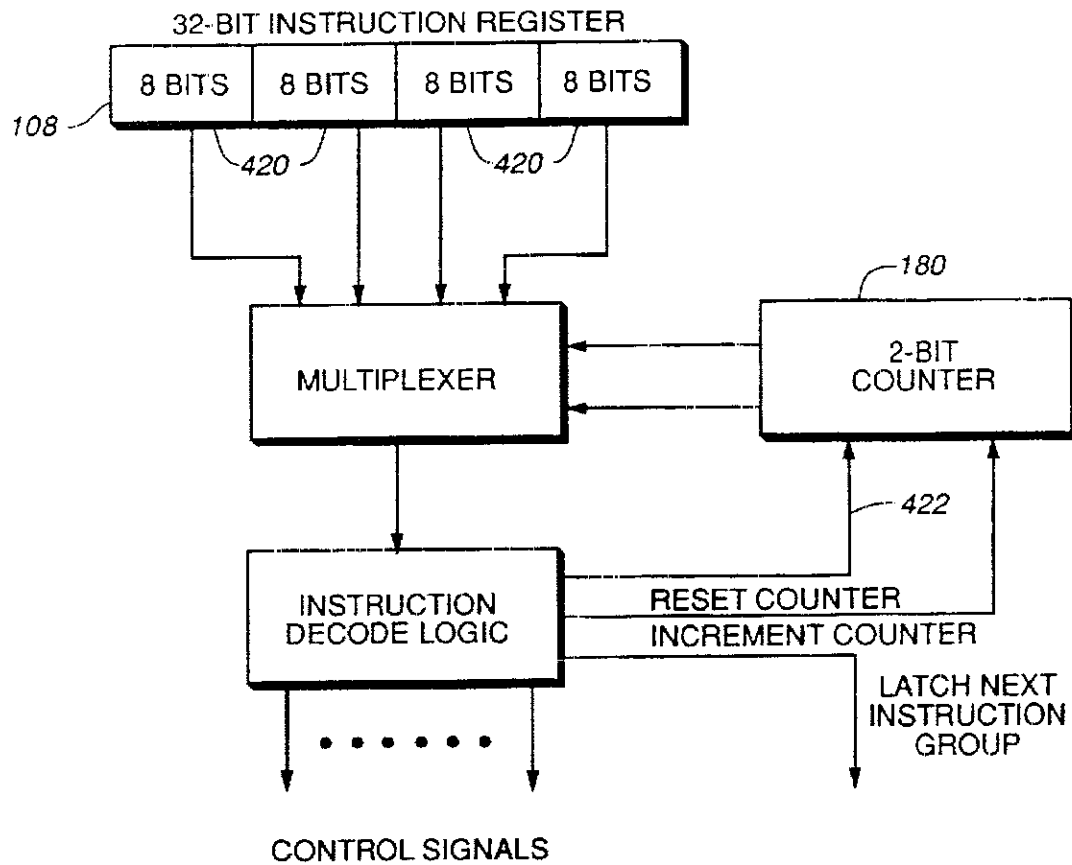 32-BIT INSTRUCTION REGISTER
8 BITS 8 BITS 8 BITS 8 BITS
108
420 420
180
MULTIPLEXER
2-BIT
COUNTER
422
INSTRUCTION
DECODE LOGIC
RESET COUNTER
INCREMENT COUNTER
LATCH NEXT
INSTRUCTION
GROUP
CONTROL SIGNALS